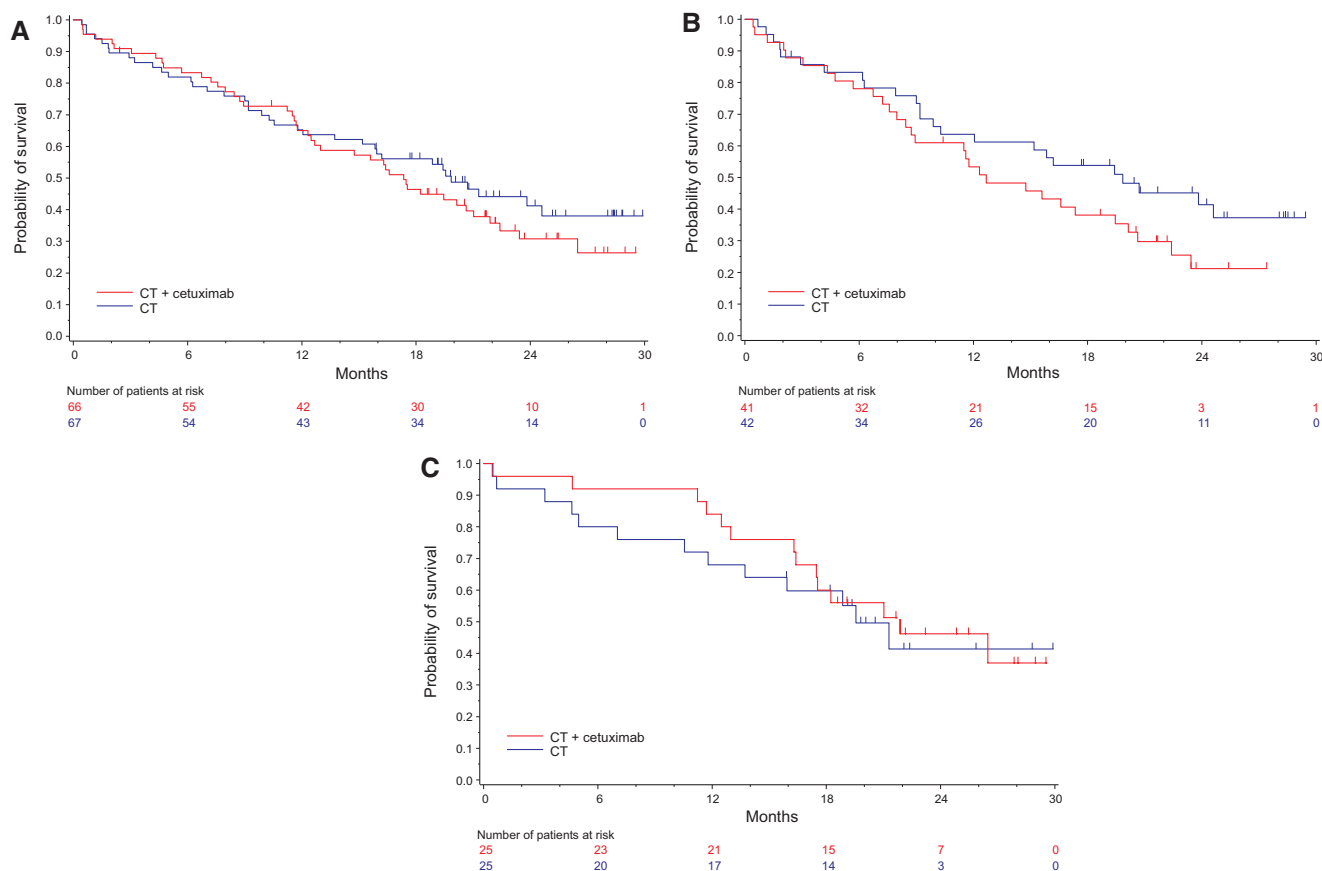 A
Probability of survival
1.0
0.9
0.8
0.7
0.6
0.5
0.4
0.3
0.2
0.1
0.0
CT + cetuximab
CT
0 6 12 18 24 30
Months
Number of patients at risk
66 55 42 30 10 1
67 54 43 34 14 0
B
Probability of survival
1.0
0.9
0.8
0.7
0.6
0.5
0.4
0.3
0.2
0.1
0.0
CT + cetuximab
CT
0 6 12 18 24 30
Months
Number of patients at risk
41 32 21 15 3 1
42 34 26 20 11 0
C
Probability of survival
1.0
0.9
0.8
0.7
0.6
0.5
0.4
0.3
0.2
0.1
0.0
CT + cetuximab
CT
0 6 12 18 24 30
Months
Number of patients at risk
25 23 21 15 7 0
25 20 17 14 3 0